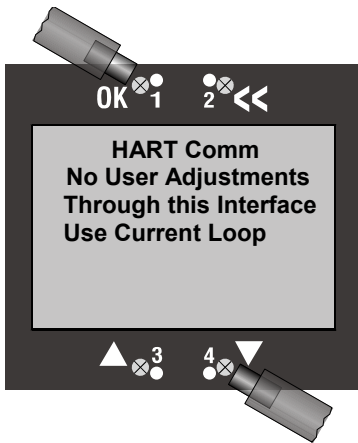 OK 1 2 <<
HART Comm
No User Adjustments
Through this Interface
Use Current Loop
3 4